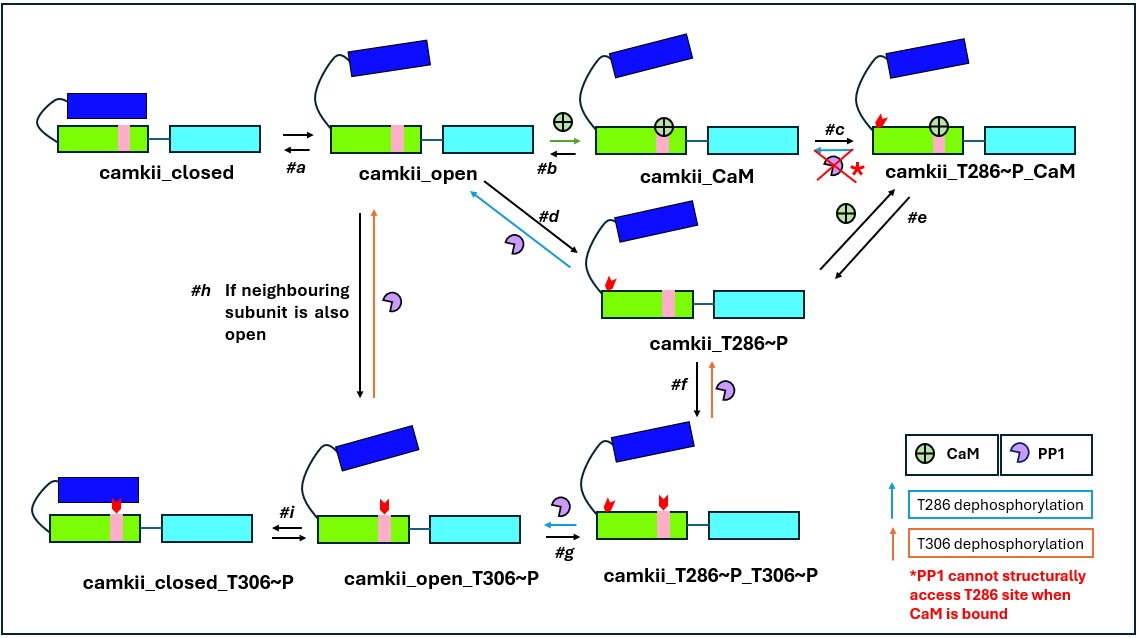 #a
#b
#c
*
camkii_closed
camkii_open
camkii_CaM
camkii_T286~P_CaM
#d
#e
#h If neighbouring
subunit is also
open
camkii_T286~P
#f
CaM
PP1
#i
#g
T286 dephosphorylation
T306 dephosphorylation
camkii_closed_T306~P
camkii_open_T306~P
camkii_T286~P_T306~P
*PP1 cannot structurally
access T286 site when
CaM is bound